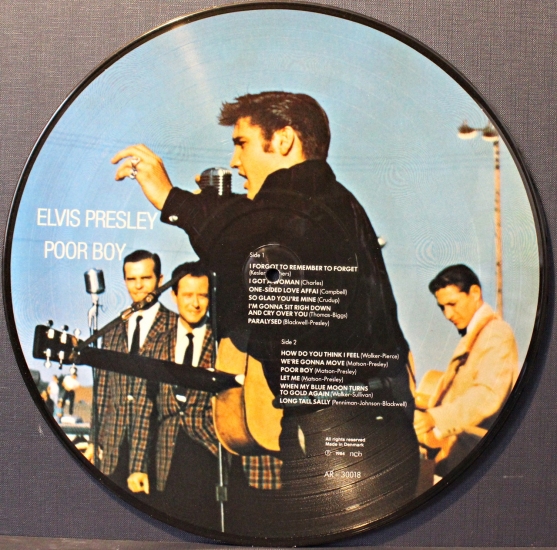 ELVIS PRESLEY
POOR BOY
Side 1
I FORGOT TO REMEMBER TO FORGET
(Kesler
I GOT A WOMAN (Charles)
ONE-SIDED LOVE AFFAI (Campbell)
SO GLAD YOU'RE MINE (Crudup)
I'M GONNA SIT RIGH DOWN
AND CRY OVER YOU (Thomas-Biggs)
PARALYSED (Blackwell-Presley)
Side 2
HOW DO YOU THINK I FEEL (Walker-Pierce)
WE'RE GONNA MOVE (Matson-Presley)
POOR BOY (Matson-Presley)
LET ME (Matson-Presley)
WHEN MY BLUE MOON TURNS
TO GOLD AGAIN (Walker-Sullivan)
LONG TALL SALLY (Penniman-Johnson-Blackwell)
All rights reserved
Made in Denmark
℗ 1984 ncb
AR-30018